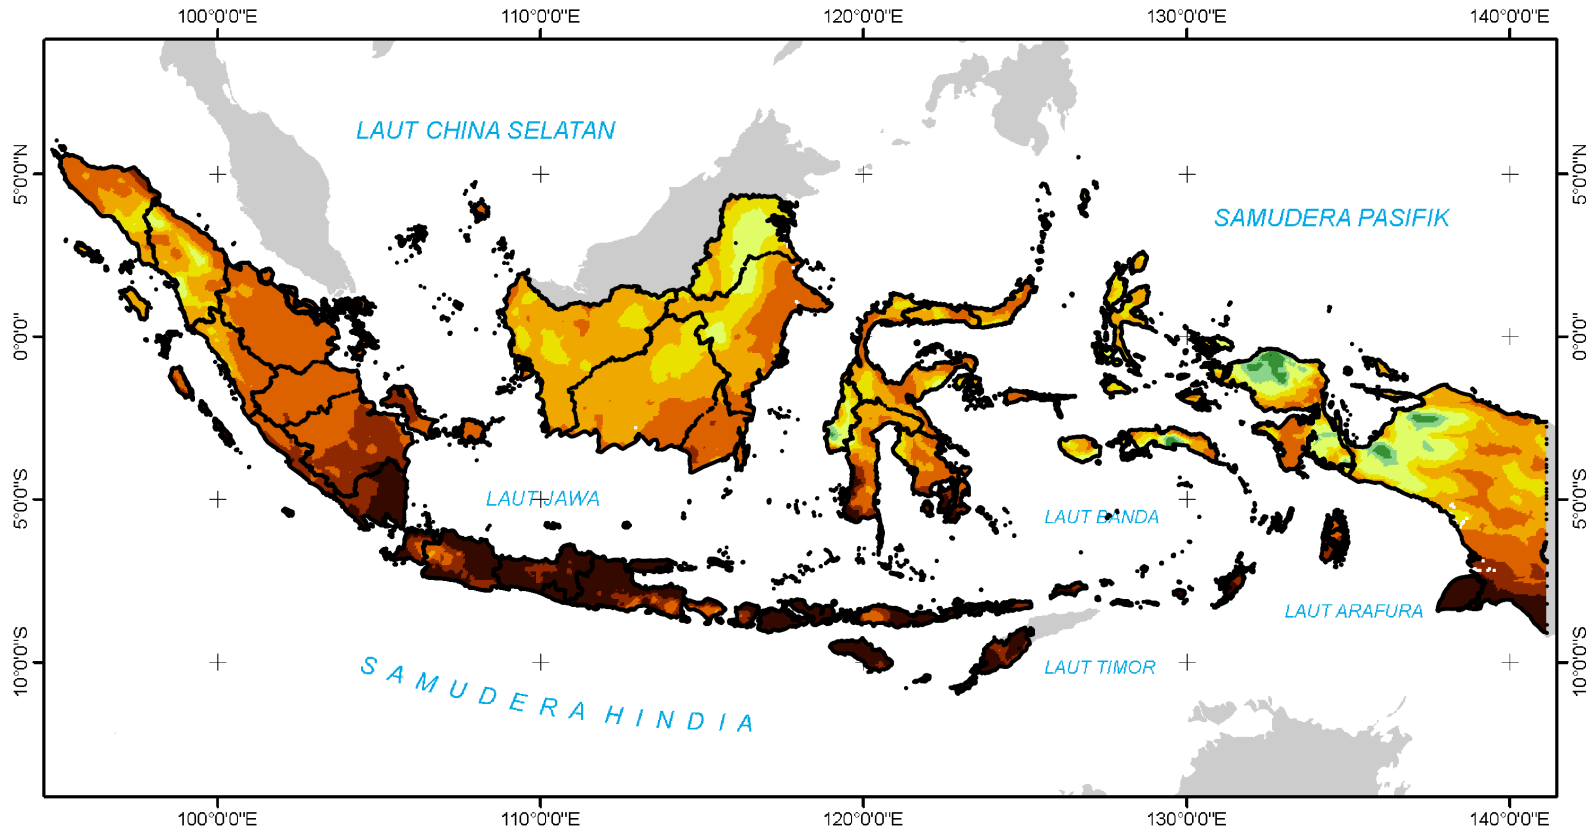 100°0'0"E 110°0'0"E 120°0'0"E 130°0'0"E 140°0'0"E
LAUT CHINA SELATAN
5°0'0"N 5°0'0"N
SAMUDERA PASIFIK
0°0'0" 0°0'0"
LAUT JAWA
5°0'0"S 5°0'0"S
LAUT BANDA
LAUT ARAFURA
10°0'0"S 10°0'0"S
LAUT TIMOR
SAMUDERA HINDIA
100°0'0"E 110°0'0"E 120°0'0"E 130°0'0"E 140°0'0"E